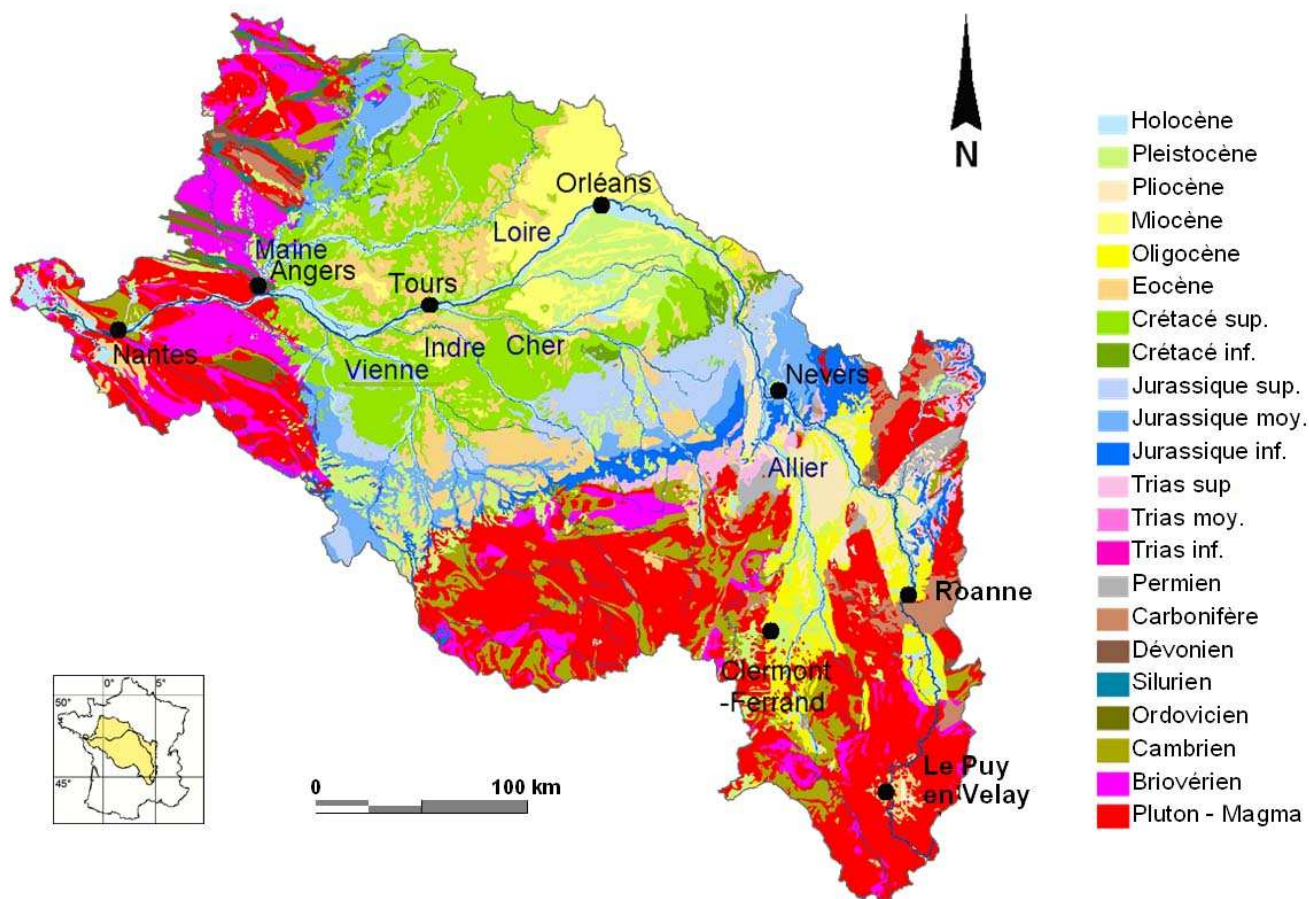 N
Orléans
Loire
Maine
Angers
Tours
Nantes
Indre
Cher
Vienne
Nevers
Allier
Roanne
Clermont
-Ferrand
Le Puy
en Velay
0 100 km
0° 5°
50°
45°
Holocène
Pleistocène
Pliocène
Miocène
Oligocène
Eocène
Crétacé sup.
Crétacé inf.
Jurassique sup.
Jurassique moy.
Jurassique inf.
Trias sup
Trias moy.
Trias inf.
Permien
Carbonifère
Dévonien
Silurien
Ordovicien
Cambrien
Briovérien
Pluton - Magma